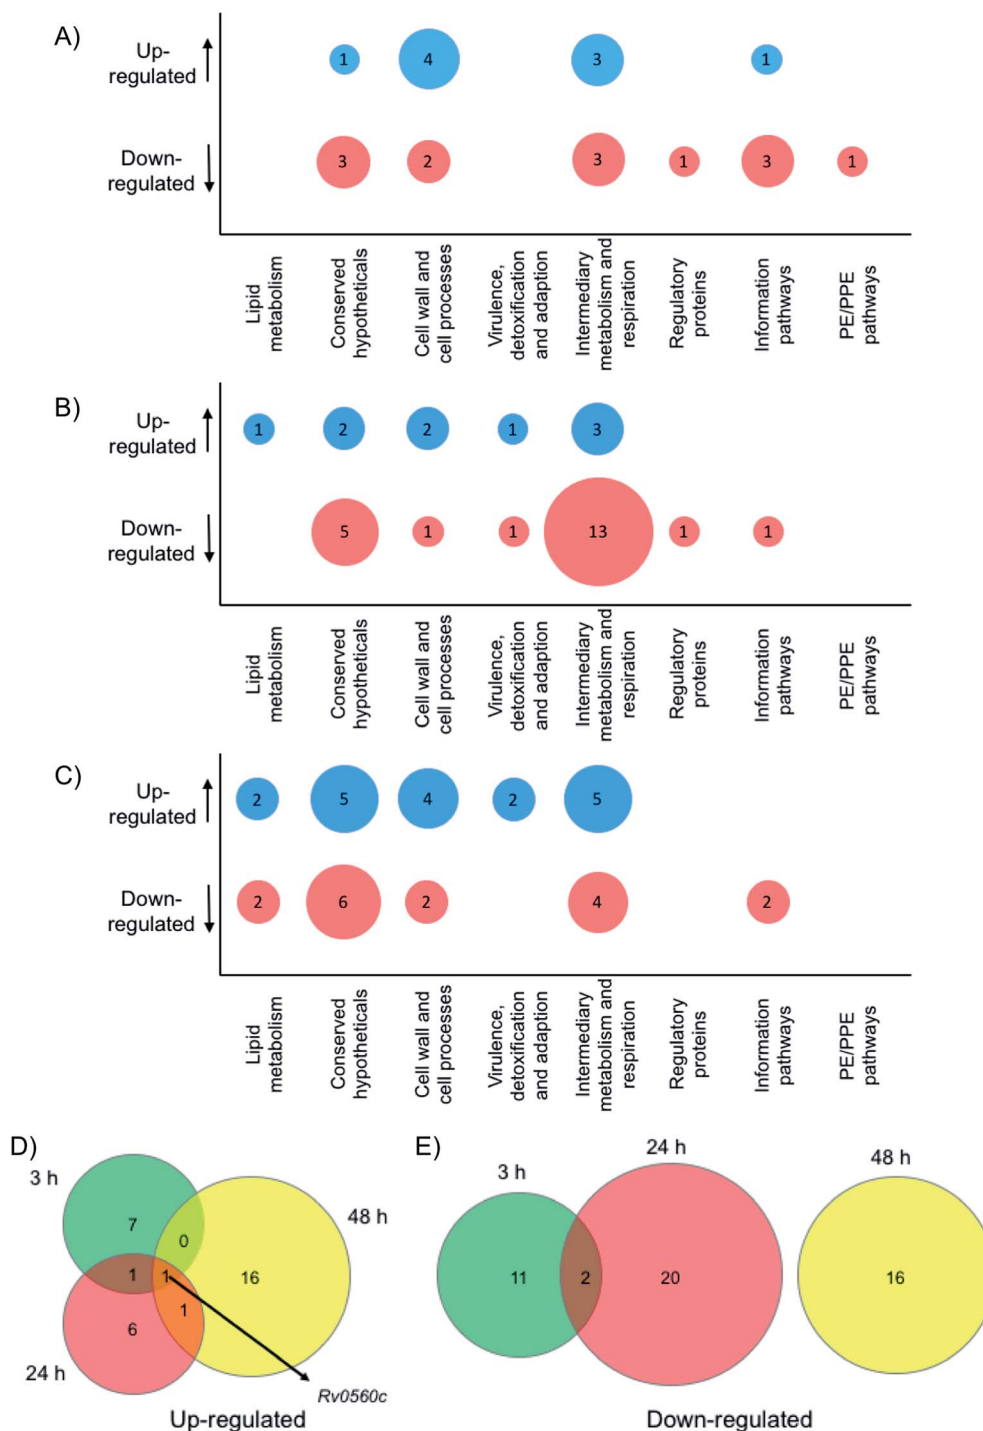 A)
Up-
regulated
1 4 3 1
Down-
regulated
3 2 3 1 3 1
Lipid
metabolism
Conserved
hypotheticals
Cell wall and
cell processes
Virulence,
detoxification
and adaption
Intermediary
metabolism and
respiration
Regulatory
proteins
Information
pathways
PE/PPE
pathways
B)
Up-
regulated
1 2 2 1 3
Down-
regulated
5 1 1 13 1 1
Lipid
metabolism
Conserved
hypotheticals
Cell wall and
cell processes
Virulence,
detoxification
and adaption
Intermediary
metabolism and
respiration
Regulatory
proteins
Information
pathways
PE/PPE
pathways
C)
Up-
regulated
2 5 4 2 5
Down-
regulated
2 6 2 4 2
Lipid
metabolism
Conserved
hypotheticals
Cell wall and
cell processes
Virulence,
detoxification
and adaption
Intermediary
metabolism and
respiration
Regulatory
proteins
Information
pathways
PE/PPE
pathways
D)
3 h
48 h
7
0
1 1 16
1
6
24 h
Rv0560c
Up-regulated
E)
3 h
24 h
48 h
11 2 20 16
Down-regulated